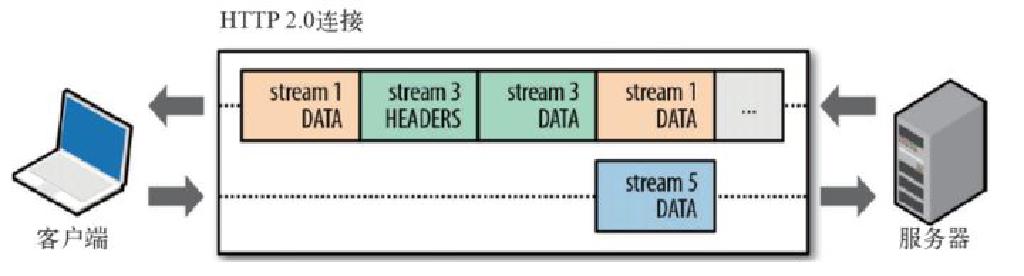 HTTP 2.0连接
stream 1 stream 3 stream 3 stream 1
DATA HEADERS DATA DATA ...
stream 5
DATA
客户端 服务器